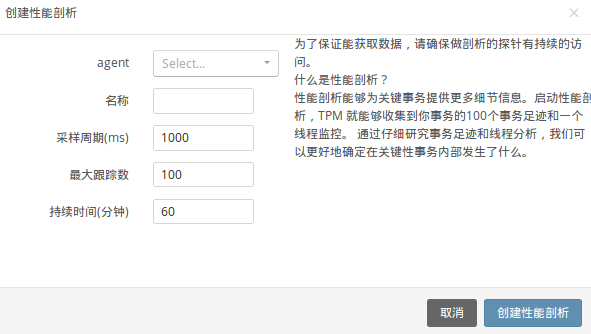 创建性能剖析
×
agent
Select...
名称
采样周期(ms)
1000
最大跟踪数
100
持续时间(分钟)
60
为了保证能获取数据，请确保做剖析的探针有持续的访
问。
什么是性能剖析？
性能剖析能够为关键事务提供更多细节信息。启动性能剖
析，TPM 就能够收集到你事务的100个事务足迹和一个
线程监控。 通过仔细研究事务足迹和线程分析，我们可
以更好地确定在关键性事务内部发生了什么。
取消
创建性能剖析